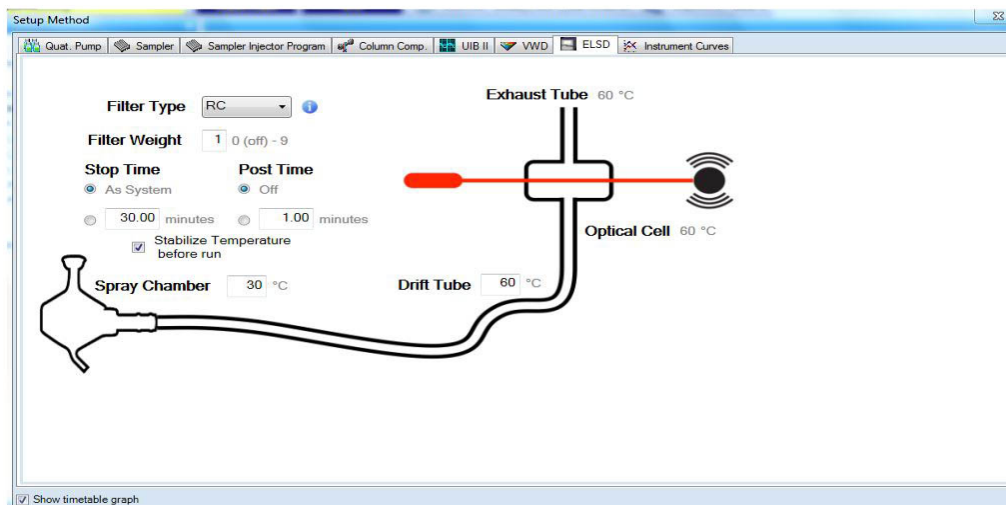 Setup Method
Quat. Pump Sampler Sampler Injector Program Column Comp. UIB II VWD ELSD Instrument Curves
Exhaust Tube 60 °C
Filter Type RC
Filter Weight 1 0 (off) - 9
Stop Time Post Time
As System Off
30.00 minutes 1.00 minutes
Stabilize Temperature
before run
Optical Cell 60 °C
Spray Chamber 30 °C Drift Tube 60 °C
Show timetable graph